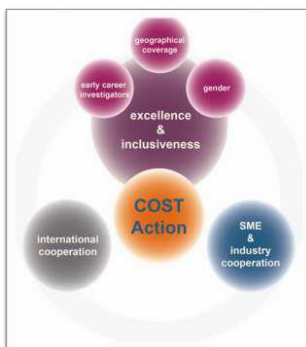 geographical
coverage
early career
investigators
gender
excellence
&
inclusiveness
COST
Action
international
cooperation
SME
&
industry
cooperation